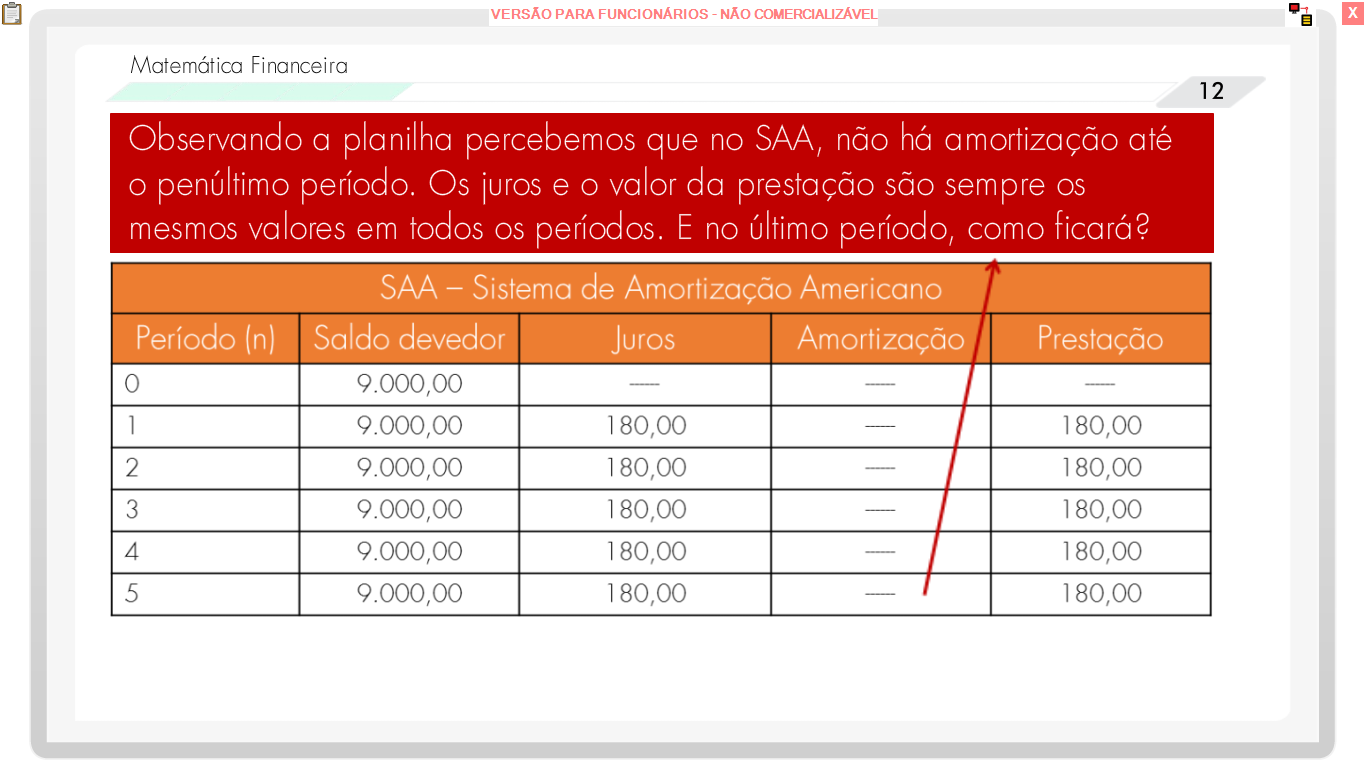 VERSÃO PARA FUNCIONÁRIOS - NÃO COMERCIALIZÁVEL
X
Matemática Financeira
12
Observando a planilha percebemos que no SAA, não há amortização até
o penúltimo período. Os juros e o valor da prestação são sempre os
mesmos valores em todos os períodos. E no último período, como ficará?
SAA – Sistema de Amortização Americano
Período (n) Saldo devedor Juros Amortização Prestação
0 9.000,00 ------ ------ ------
1 9.000,00 180,00 ------ 180,00
2 9.000,00 180,00 ------ 180,00
3 9.000,00 180,00 ------ 180,00
4 9.000,00 180,00 ------ 180,00
5 9.000,00 180,00 ------ 180,00